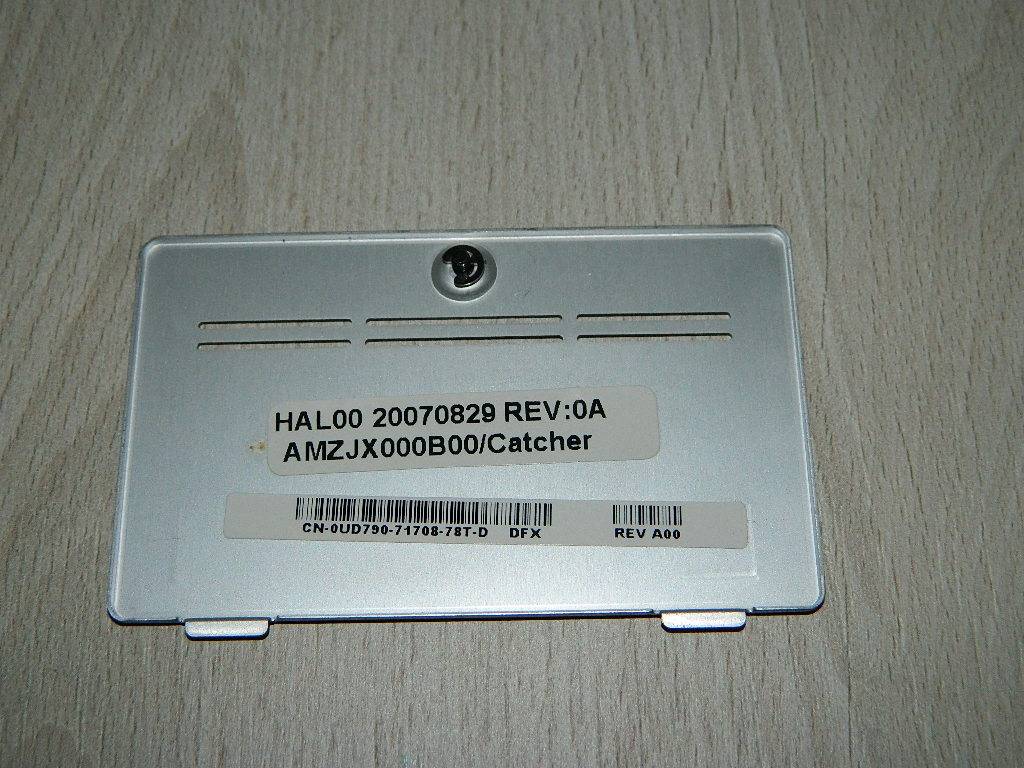 HAL00 20070829 REV:0A
AMZJX000B00/Catcher
CN-0UD790-71708-78T-D DFX REV A00